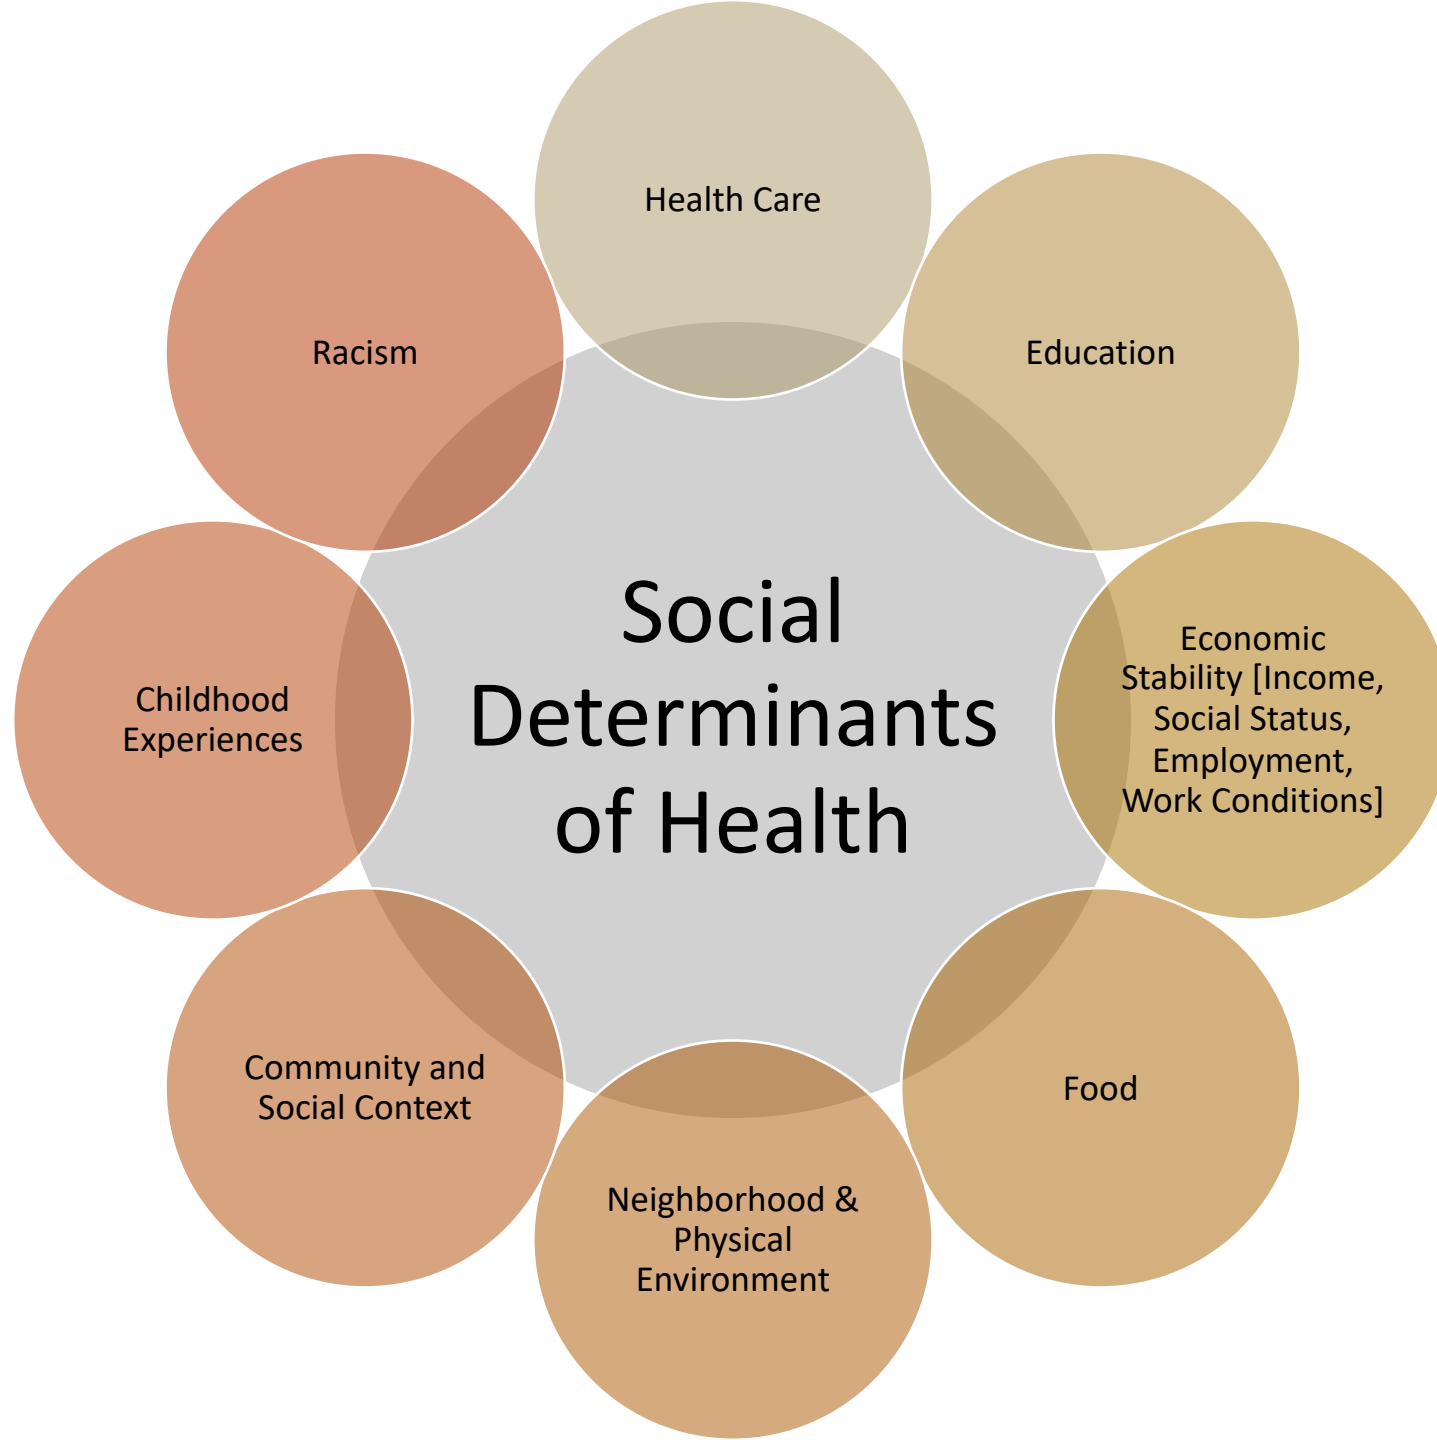 Health Care
Racism
Education
Social
Determinants
of Health
Economic
Stability [Income,
Social Status,
Employment,
Work Conditions]
Childhood
Experiences
Community and
Social Context
Food
Neighborhood &
Physical
Environment